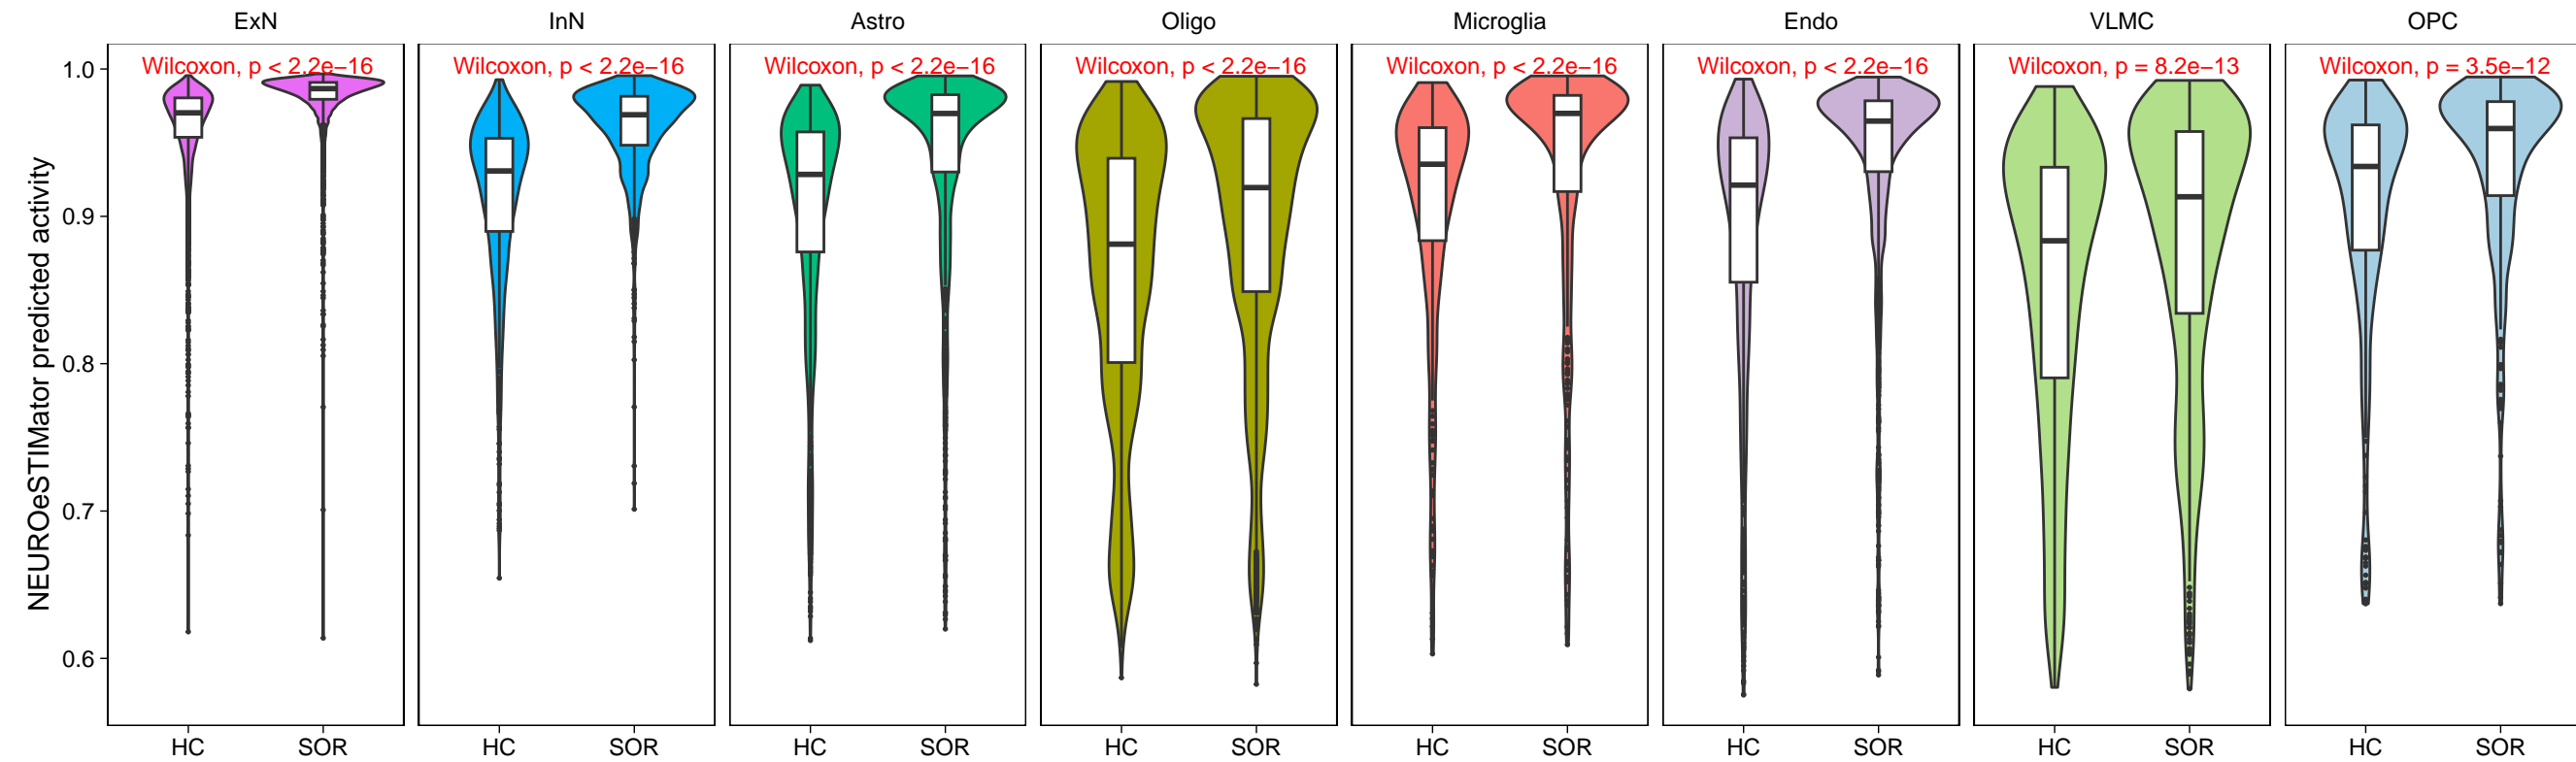 ExN InN Astro Oligo Microglia Endo VLMC OPC
Wilcoxon, p < 2.2e−16 Wilcoxon, p < 2.2e−16 Wilcoxon, p < 2.2e−16 Wilcoxon, p < 2.2e−16 Wilcoxon, p < 2.2e−16 Wilcoxon, p < 2.2e−16 Wilcoxon, p = 8.2e−13 Wilcoxon, p = 3.5e−12
NEUROeSTIMator predicted activity
1.0
0.9
0.8
0.7
0.6
HC SOR HC SOR HC SOR HC SOR HC SOR HC SOR HC SOR HC SOR